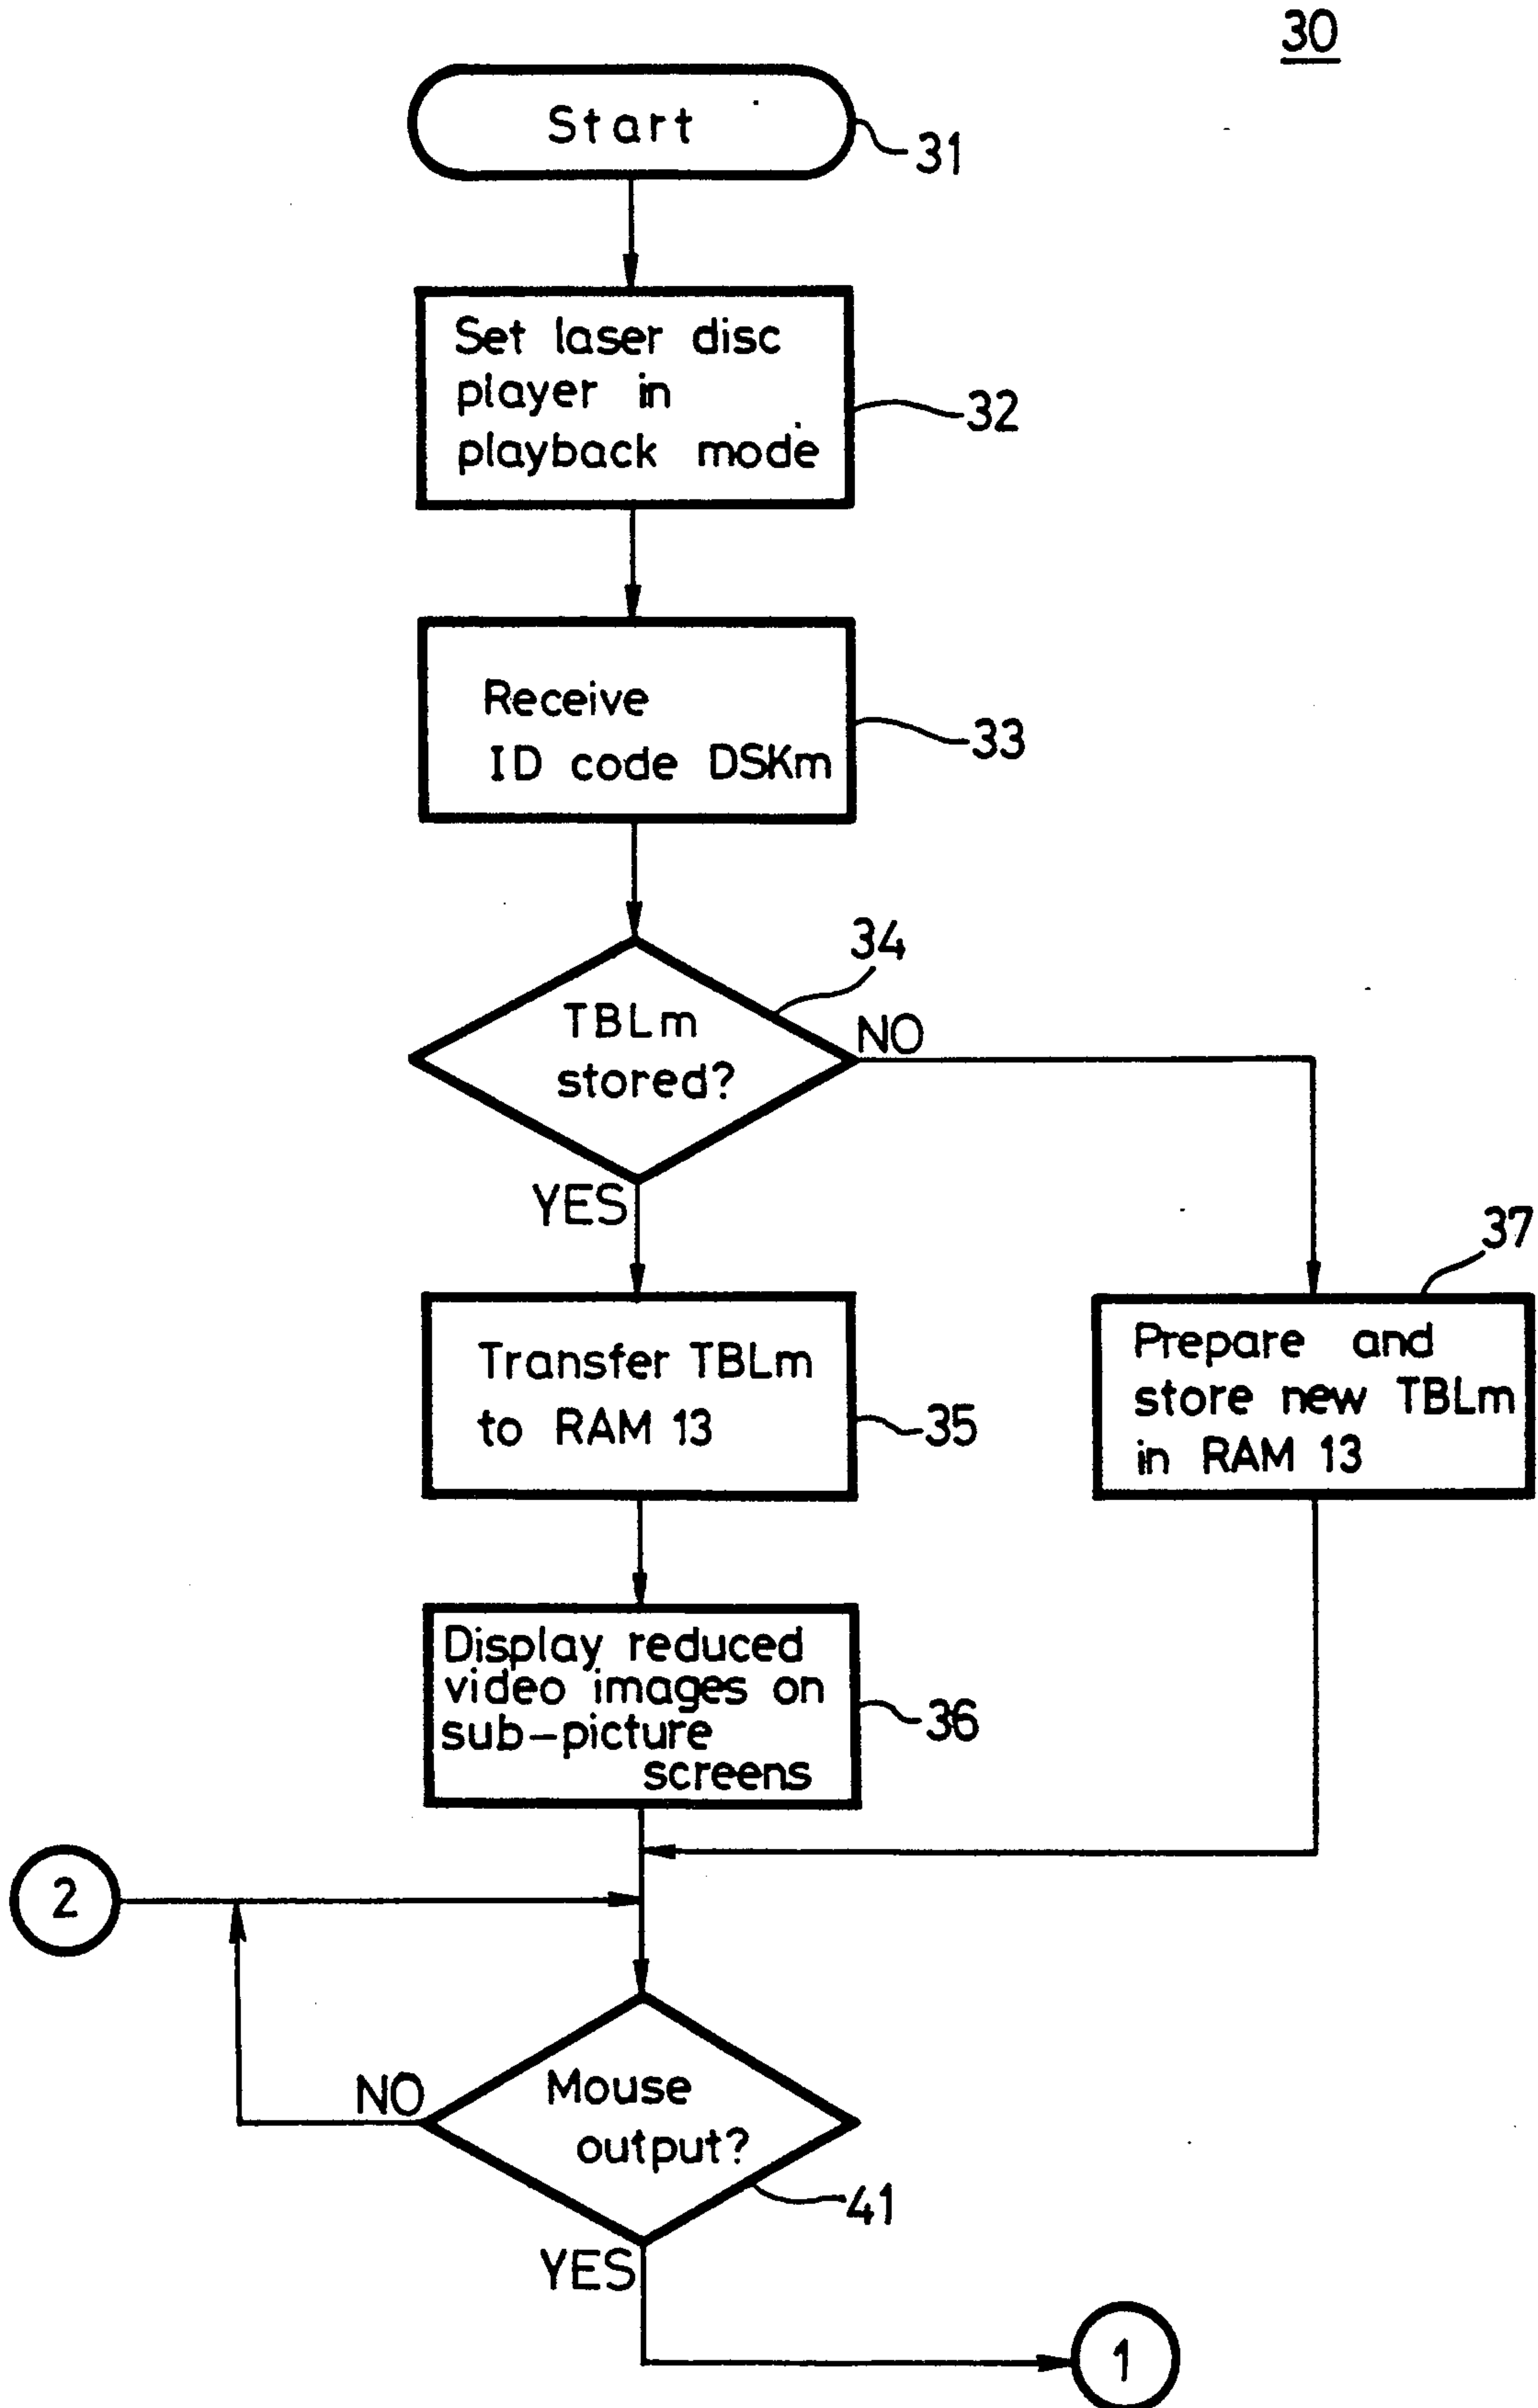 30
Start
31
Set laser disc
player in
playback mode
32
Receive
ID code DSKm
33
34
TBLm
stored?
NO
YES
37
Transfer TBLm
to RAM 13
35
Prepare and
store new TBLm
in RAM 13
Display reduced
video images on
sub-picture
screens
36
2
Mouse
output?
NO
41
YES
1